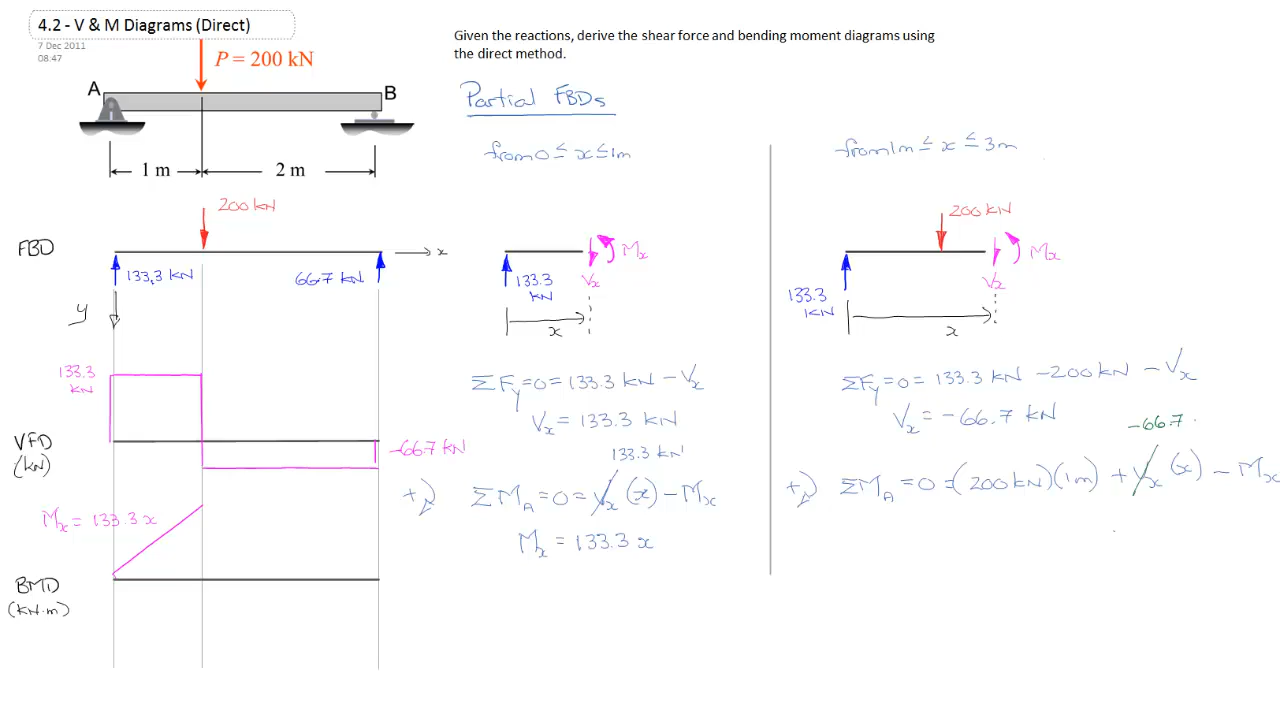 4.2 - V & M Diagrams (Direct)
7 Dec 2011
08:47
Given the reactions, derive the shear force and bending moment diagrams using
the direct method.
P = 200 kN
A
B
1 m
2 m
Partial FBDs
from 0 ≤ x ≤ 1m
from 1m ≤ x ≤ 3m
FBD
200 kN
x
133.3 kN
66.7 kN
y
133.3
kN
Vx
Mx
x
200 kN
133.3
kN
Vx
Mx
x
133.3
kN
VFD
(kN)
-66.7 kN
Mx = 133.3 x
BMD
(kN·m)
ΣFy = 0 = 133.3 kN - Vx
Vx = 133.3 kN
133.3 kN
+ ΣMA = 0 = Vx (x) - Mx
Mx = 133.3 x
ΣFy = 0 = 133.3 kN - 200 kN - Vx
Vx = -66.7 kN
-66.7
+ ΣMA = 0 = (200 kN)(1m) + Vx (x) - Mx